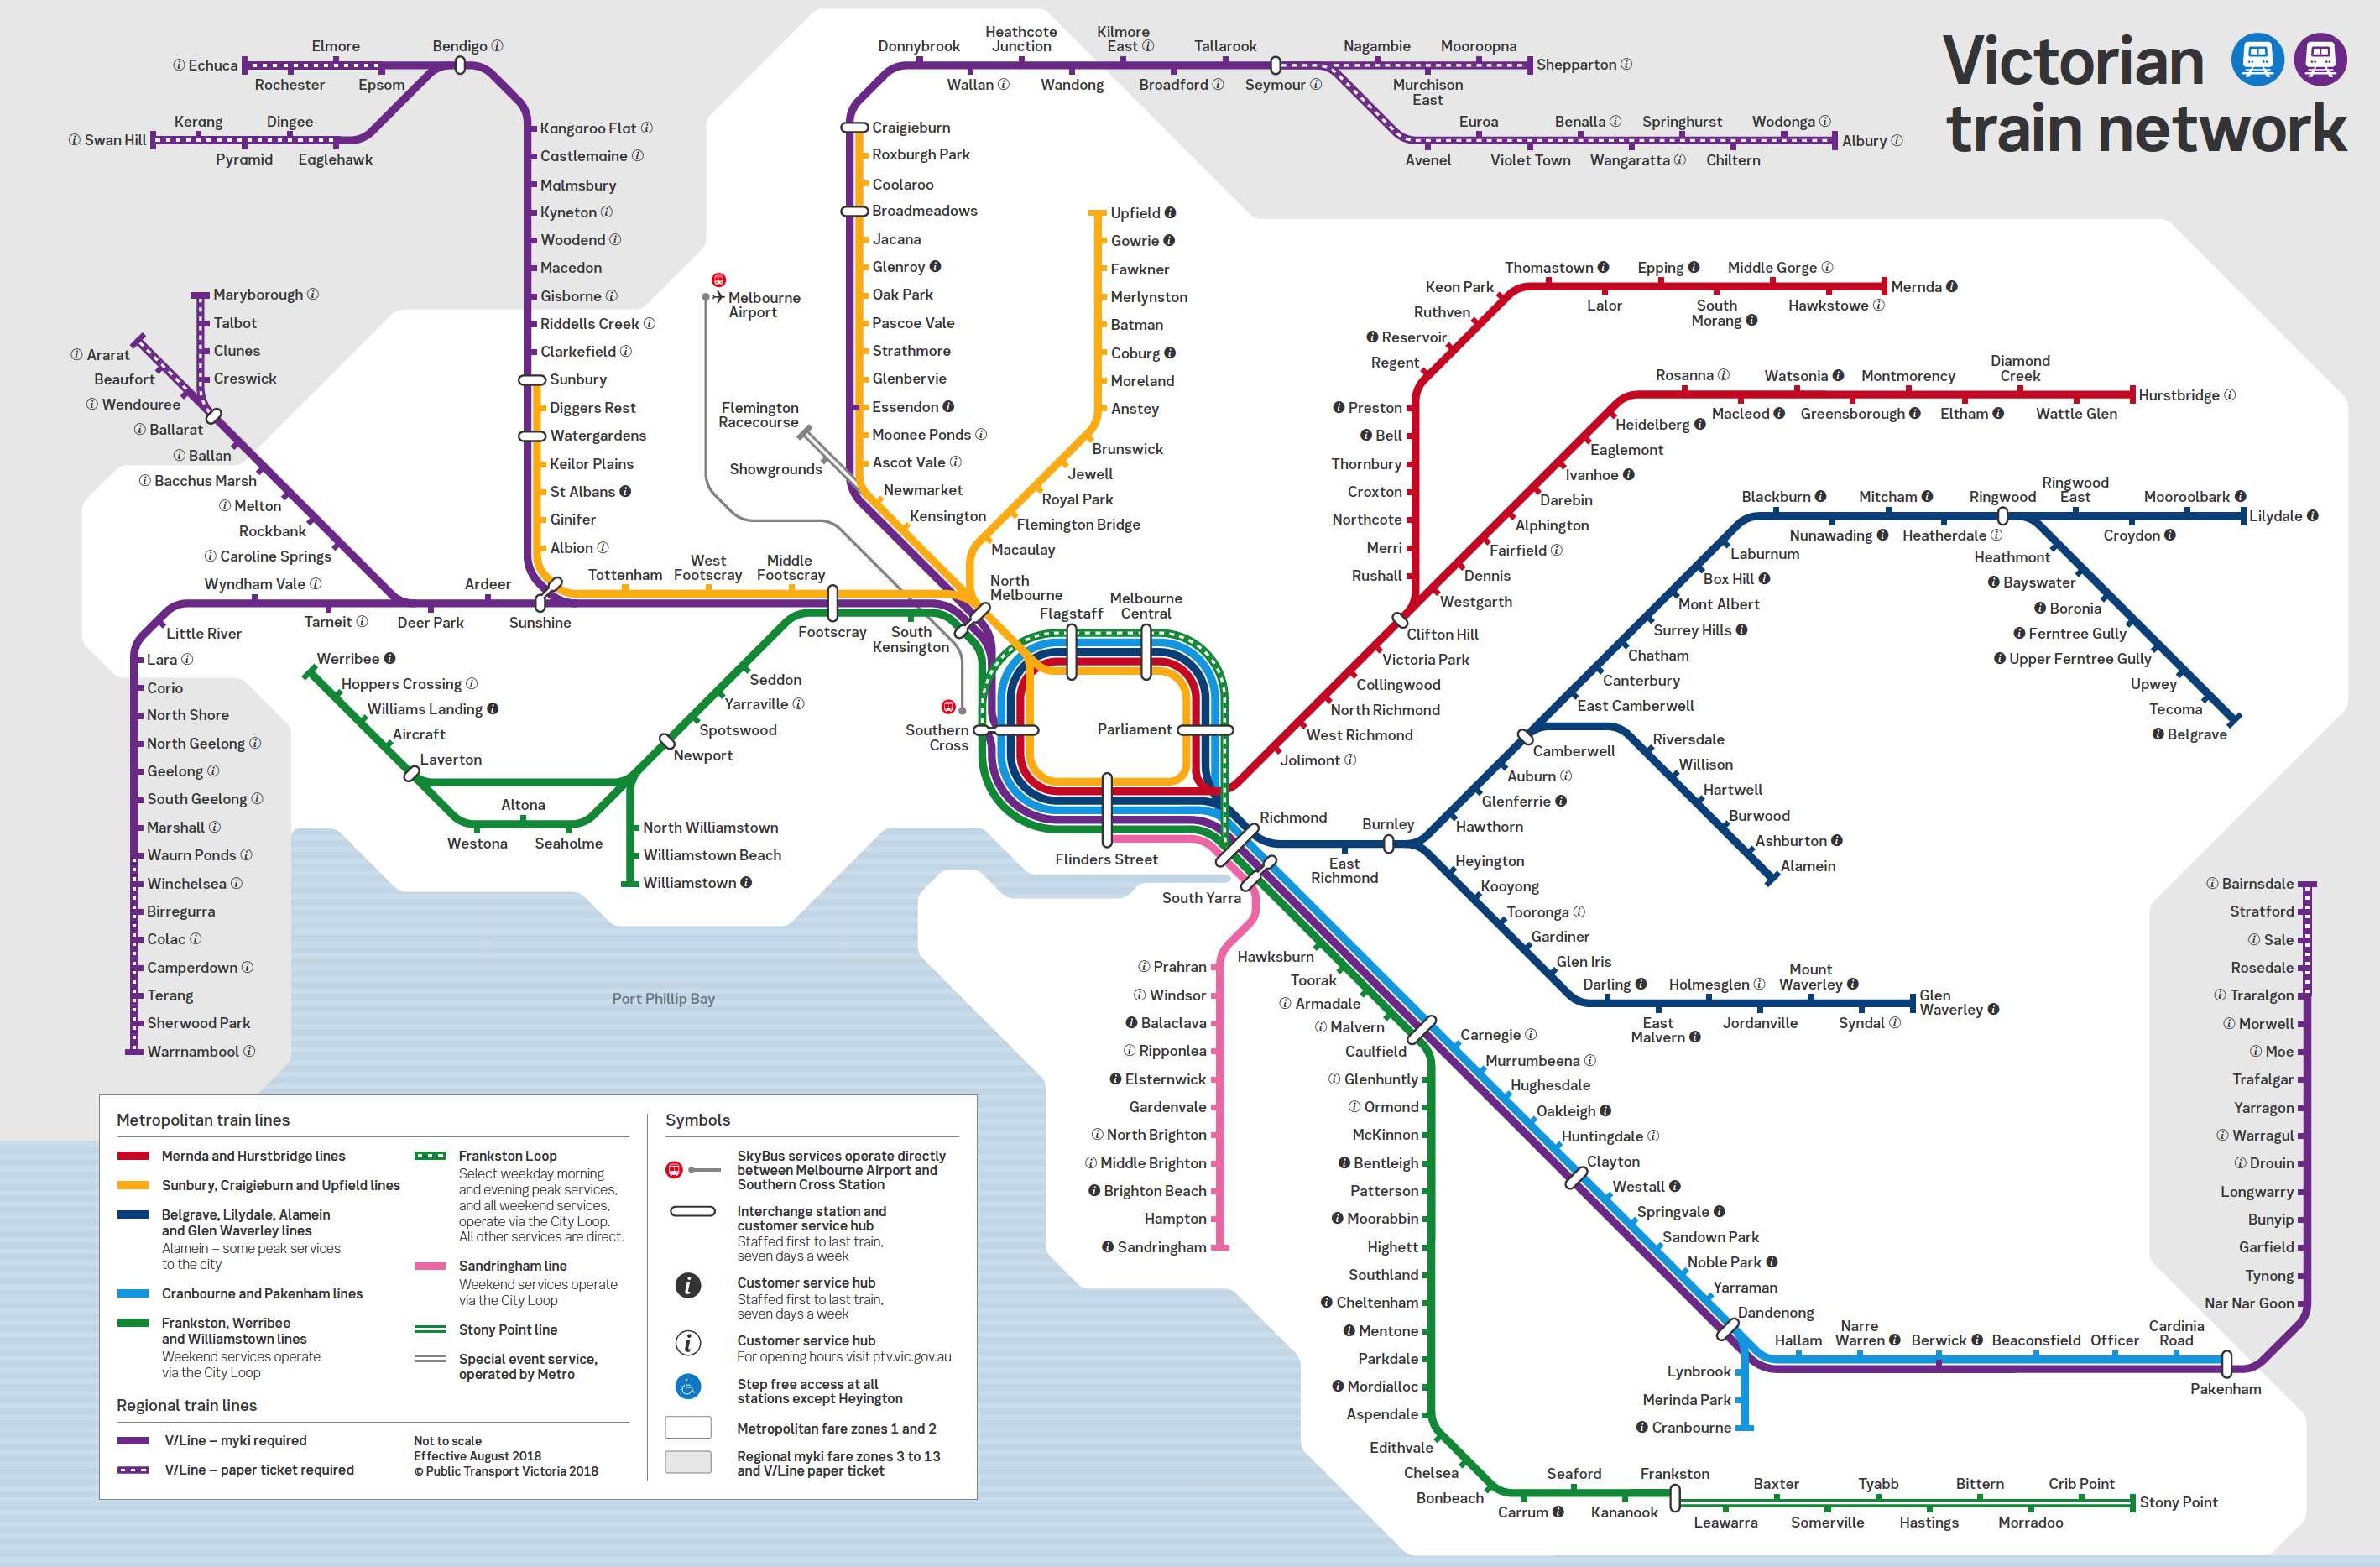 Victorian
train network
Echuca
Rochester
Elmore
Epsom
Bendigo
Swan Hill
Kerang
Pyramid
Dingee
Eaglehawk
Kangaroo Flat
Castlemaine
Malmsbury
Kyneton
Woodend
Macedon
Gisborne
Riddells Creek
Clarkefield
Sunbury
Diggers Rest
Watergardens
Keilor Plains
St Albans
Ginifer
Albion
Donnybrook
Wallan
Heathcote
Junction
Wandong
Kilmore
East
Broadford
Tallarook
Seymour
Nagambie
Murchison
East
Mooroopna
Shepparton
Avenel
Euroa
Violet Town
Benalla
Wangaratta
Springhurst
Chiltern
Wodonga
Albury
Craigieburn
Roxburgh Park
Coolaroo
Broadmeadows
Jacana
Glenroy
Oak Park
Pascoe Vale
Strathmore
Glenbervie
Essendon
Moonee Ponds
Ascot Vale
Newmarket
Kensington
Upfield
Gowrie
Fawkner
Merlynston
Batman
Coburg
Moreland
Anstey
Brunswick
Jewell
Royal Park
Flemington Bridge
Macaulay
Melbourne
Airport
Flemington
Racecourse
Showgrounds
Maryborough
Talbot
Clunes
Creswick
Ararat
Beaufort
Wendouree
Ballarat
Ballan
Bacchus Marsh
Melton
Rockbank
Caroline Springs
Wyndham Vale
Tarneit
Deer Park
Ardeer
Sunshine
Tottenham
West
Footscray
Middle
Footscray
Footscray
South
Kensington
North
Melbourne
Flagstaff
Melbourne
Central
Parliament
Southern
Cross
Flinders Street
Little River
Lara
Corio
North Shore
North Geelong
Geelong
South Geelong
Marshall
Waurn Ponds
Winchelsea
Birregurra
Colac
Camperdown
Terang
Sherwood Park
Warrnambool
Werribee
Hoppers Crossing
Williams Landing
Aircraft
Laverton
Westona
Altona
Seaholme
Seddon
Yarraville
Spotswood
Newport
North Williamstown
Williamstown Beach
Williamstown
Port Phillip Bay
Mernda
Hawkstowe
Middle Gorge
South
Morang
Epping
Lalor
Thomastown
Keon Park
Ruthven
Reservoir
Regent
Preston
Bell
Thornbury
Croxton
Northcote
Merri
Rushall
Hurstbridge
Wattle Glen
Diamond
Creek
Eltham
Montmorency
Greensborough
Watsonia
Macleod
Rosanna
Heidelberg
Eaglemont
Ivanhoe
Darebin
Alphington
Fairfield
Dennis
Westgarth
Clifton Hill
Victoria Park
Collingwood
North Richmond
West Richmond
Jolimont
Lilydale
Mooroolbark
Croydon
Ringwood
East
Ringwood
Heatherdale
Mitcham
Nunawading
Blackburn
Laburnum
Box Hill
Mont Albert
Surrey Hills
Chatham
Canterbury
East Camberwell
Camberwell
Auburn
Glenferrie
Hawthorn
Heathmont
Bayswater
Boronia
Ferntree Gully
Upper Ferntree Gully
Upwey
Tecoma
Belgrave
Riversdale
Willison
Hartwell
Burwood
Ashburton
Alamein
Richmond
East
Richmond
Burnley
Heyington
Kooyong
Tooronga
Gardiner
Glen Iris
Darling
East
Malvern
Holmesglen
Jordanville
Mount
Waverley
Syndal
Glen
Waverley
South Yarra
Prahran
Windsor
Balaclava
Ripponlea
Elsternwick
Gardenvale
North Brighton
Middle Brighton
Brighton Beach
Hampton
Sandringham
Hawksburn
Toorak
Armadale
Malvern
Caulfield
Glenhuntly
Ormond
McKinnon
Bentleigh
Patterson
Moorabbin
Highett
Southland
Cheltenham
Mentone
Parkdale
Mordialloc
Aspendale
Edithvale
Chelsea
Bonbeach
Carrum
Seaford
Kananook
Frankston
Leawarra
Baxter
Somerville
Tyabb
Hastings
Bittern
Morradoo
Crib Point
Stony Point
Carnegie
Murrumbeena
Hughesdale
Oakleigh
Huntingdale
Clayton
Westall
Springvale
Sandown Park
Noble Park
Yarraman
Dandenong
Lynbrook
Merinda Park
Cranbourne
Hallam
Narre
Warren
Berwick
Beaconsfield
Officer
Cardinia
Road
Pakenham
Bairnsdale
Stratford
Sale
Rosedale
Traralgon
Morwell
Moe
Trafalgar
Yarragon
Warragul
Drouin
Longwarry
Bunyip
Garfield
Tynong
Nar Nar Goon
Metropolitan train lines
Mernda and Hurstbridge lines
Sunbury, Craigieburn and Upfield lines
Belgrave, Lilydale, Alamein
and Glen Waverley lines
Alamein – some peak services
to the city
Cranbourne and Pakenham lines
Frankston, Werribee
and Williamstown lines
Weekend services operate
via the City Loop
Frankston Loop
Select weekday morning
and evening peak services,
and all weekend services,
operate via the City Loop.
All other services are direct.
Sandringham line
Weekend services operate
via the City Loop
Stony Point line
Special event service,
operated by Metro
Regional train lines
V/Line – myki required
V/Line – paper ticket required
Not to scale
Effective August 2018
© Public Transport Victoria 2018
Symbols
SkyBus services operate directly
between Melbourne Airport and
Southern Cross Station
Interchange station and
customer service hub
Staffed first to last train,
seven days a week
Customer service hub
Staffed first to last train,
seven days a week
Customer service hub
For opening hours visit ptv.vic.gov.au
Step free access at all
stations except Heyington
Metropolitan fare zones 1 and 2
Regional myki fare zones 3 to 13
and V/Line paper ticket